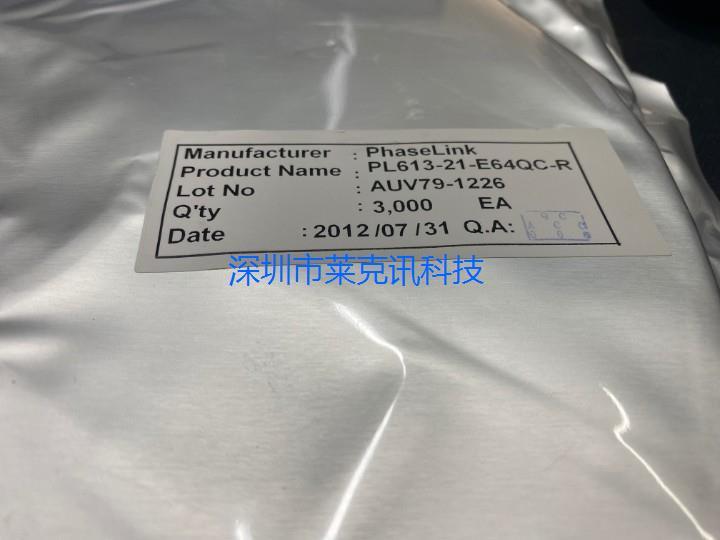 Manufacturer : PhaseLink
Product Name : PL613-21-E64QC-R
Lot No : AUV79-1226
Q'ty : 3,000 EA
Date : 2012/07/31 Q.A:
深圳市莱克讯科技